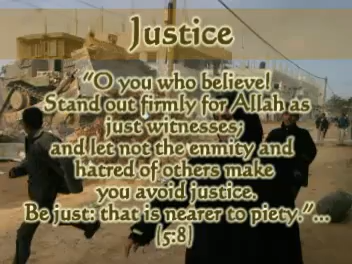 Justice
"O you who believe!
Stand out firmly for Allah as
just witnesses;
and let not the enmity and
hatred of others make
you avoid justice.
Be just: that is nearer to piety."...
(5:8)